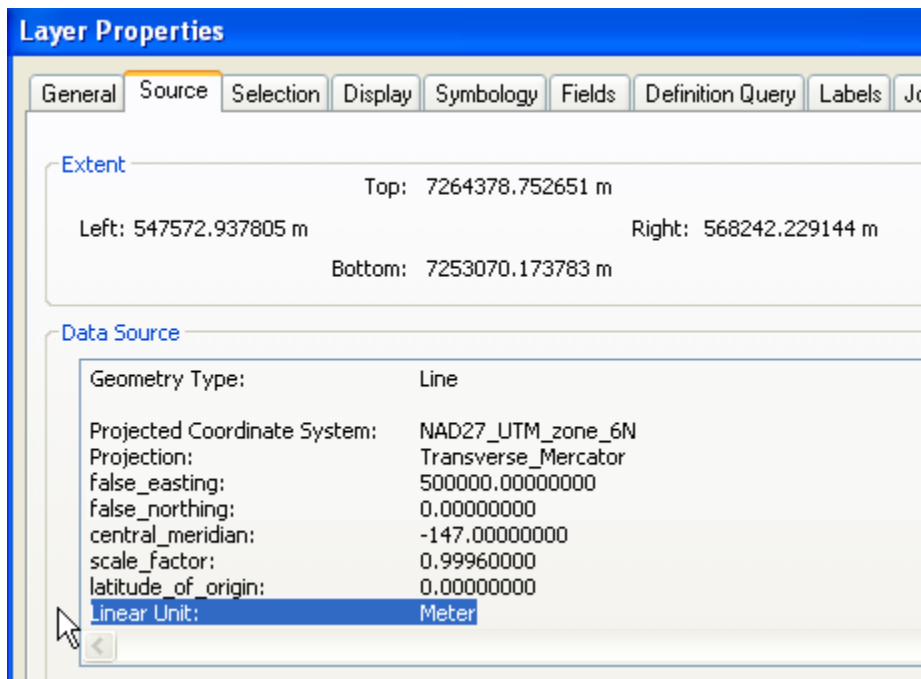 Layer Properties
General Source Selection Display Symbology Fields Definition Query Labels
Extent
Top: 7264378.752651 m
Left: 547572.937805 m Right: 568242.229144 m
Bottom: 7253070.173783 m
Data Source
Geometry Type: Line
Projected Coordinate System: NAD27_UTM_zone_6N
Projection: Transverse_Mercator
false_easting: 500000.00000000
false_northing: 0.00000000
central_meridian: -147.00000000
scale_factor: 0.99960000
latitude_of_origin: 0.00000000
Linear Unit: Meter